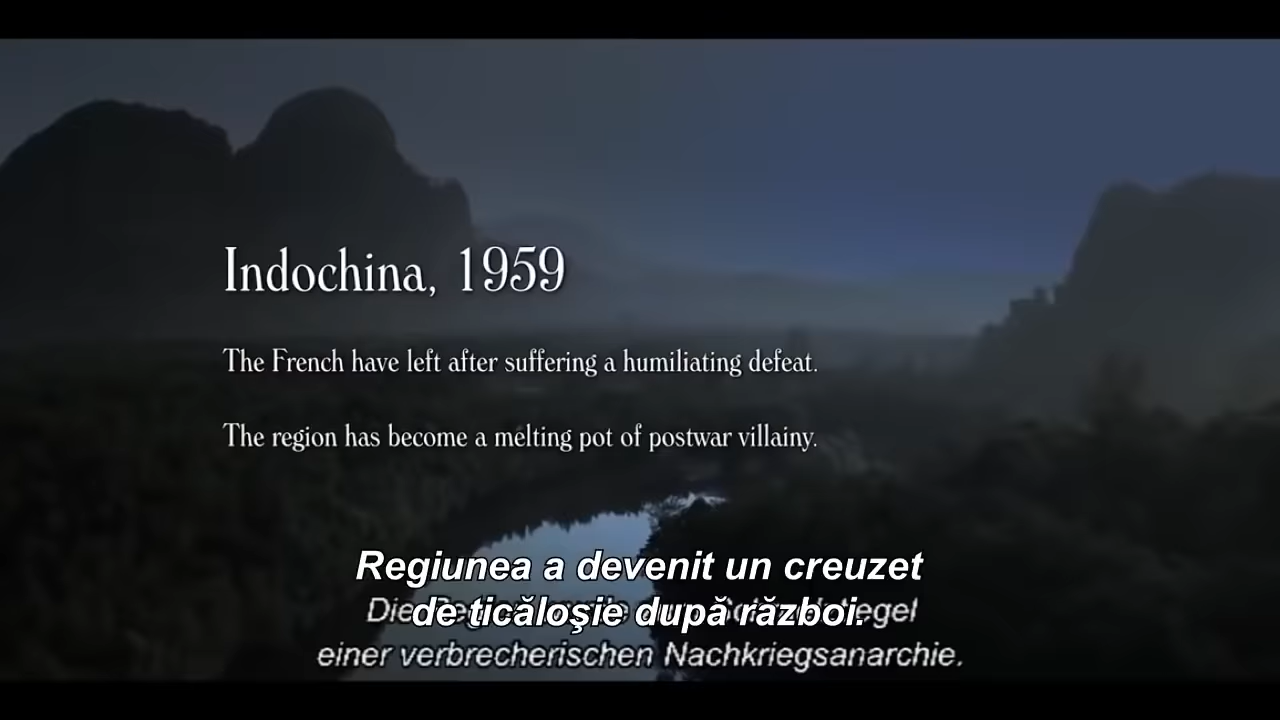 Indochina, 1959
The French have left after suffering a humiliating defeat.
The region has become a melting pot of postwar villainy.
Regiunea a devenit un creuzet
de ticăloşie după război.
Die
einer verbrecherischen Nachkriegsanarchie.